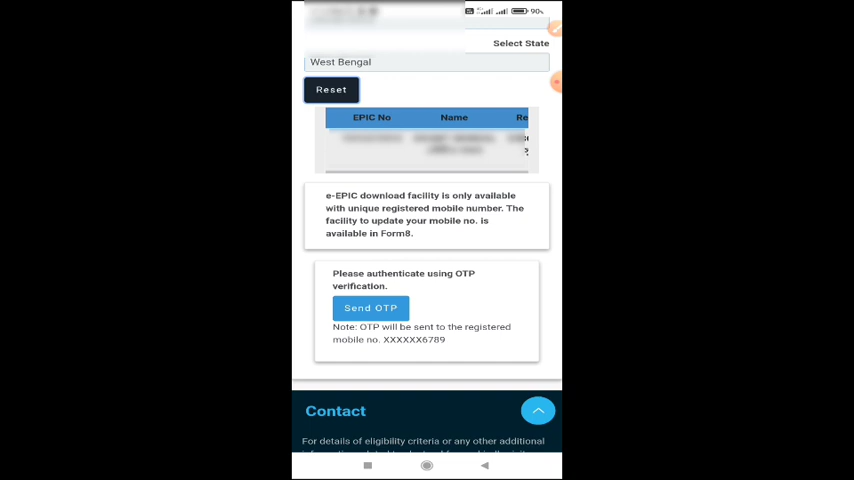 90%
Select State
West Bengal
Reset
EPIC No Name Re
e-EPIC download facility is only available
with unique registered mobile number. The
facility to update your mobile no. is
available in Form8.
Please authenticate using OTP
verification.
Send OTP
Note: OTP will be sent to the registered
mobile no. XXXXXX6789
Contact
For details of eligibility criteria or any other additional